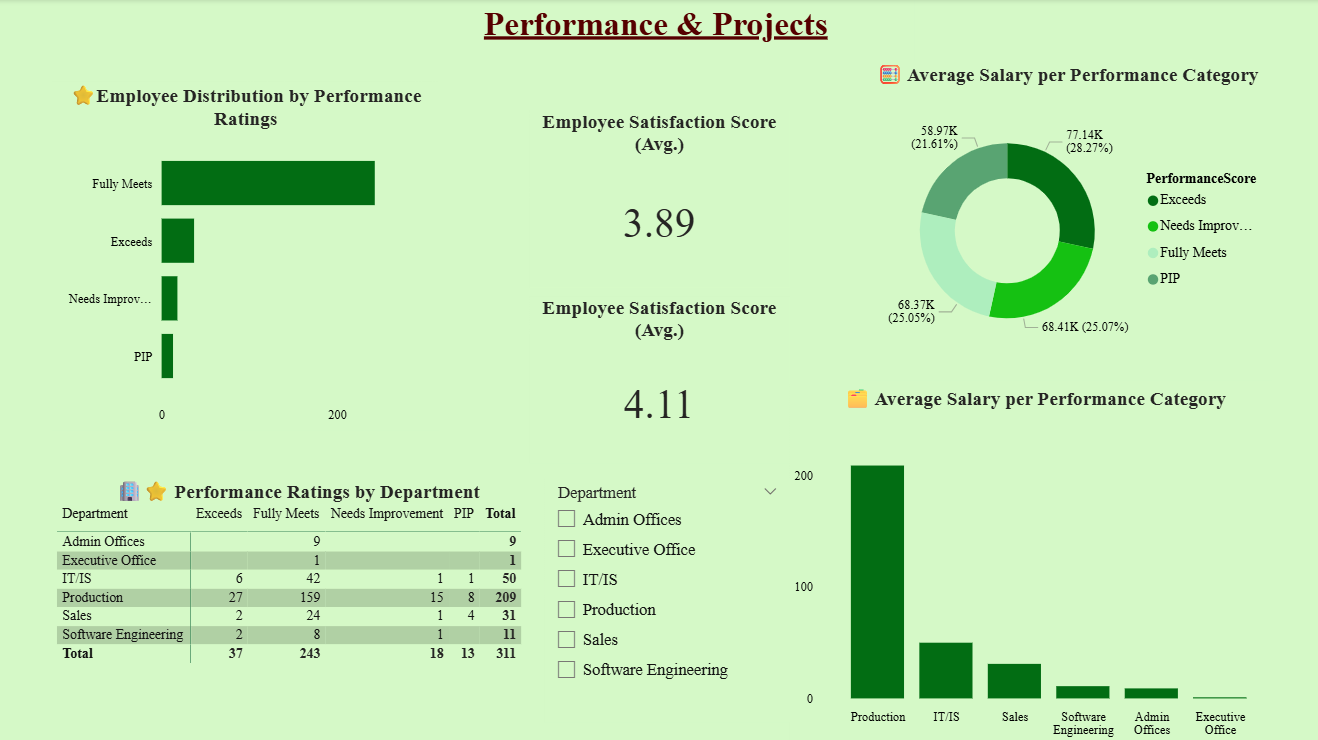 Performance & Projects
Employee Distribution by Performance
Ratings
Fully Meets
Exceeds
Needs Improv…
PIP
0 200
Employee Satisfaction Score
(Avg.)
3.89
Employee Satisfaction Score
(Avg.)
4.11
Average Salary per Performance Category
58.97K
(21.61%)
77.14K
(28.27%)
68.37K
(25.05%)
68.41K (25.07%)
PerformanceScore
Exceeds
Needs Improv…
Fully Meets
PIP
Performance Ratings by Department
Department Exceeds Fully Meets Needs Improvement PIP Total
Admin Offices 9 9
Executive Office 1 1
IT/IS 6 42 1 1 50
Production 27 159 15 8 209
Sales 2 24 1 4 31
Software Engineering 2 8 1 11
Total 37 243 18 13 311
Department
Admin Offices
Executive Office
IT/IS
Production
Sales
Software Engineering
Average Salary per Performance Category
200
100
0
Production
IT/IS
Sales
Software
Engineering
Admin
Offices
Executive
Office